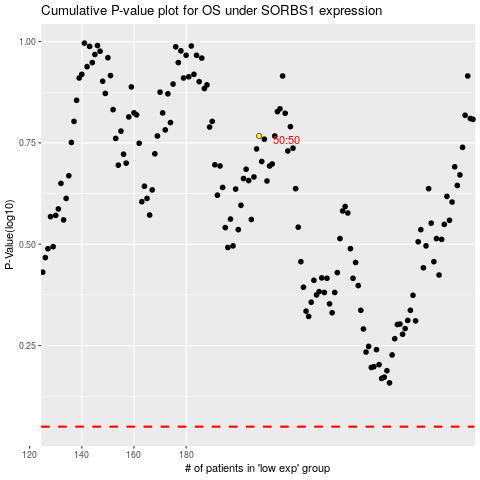 Cumulative P-value plot for OS under SORBS1 expression
P-Value(log10)
1.00
0.75
0.50
0.25
50:50
120 140 160 180
# of patients in 'low exp' group